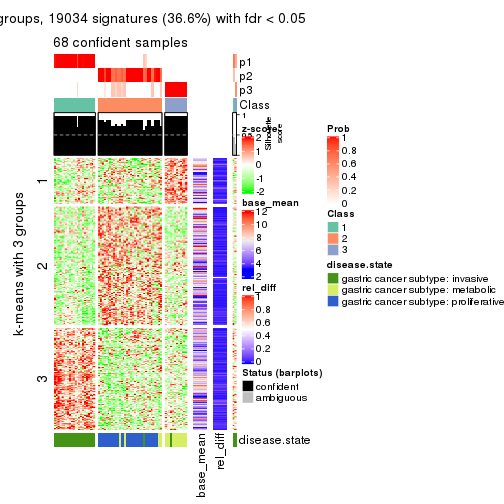 groups, 19034 signatures (36.6%) with fdr < 0.05
68 confident samples
p1
p2
p3
Class
1
Silhouette
score
z-score
2
1
0
-1
-2
base_mean
12
10
8
6
4
2
rel_diff
1
0.8
0.6
0.4
0.2
0
Status (barplots)
confident
ambiguous
Prob
1
0.8
0.6
0.4
0.2
0
Class
1
2
3
disease.state
gastric cancer subtype: invasive
gastric cancer subtype: metabolic
gastric cancer subtype: proliferative
k-means with 3 groups
1
2
3
disease.state
base_mean
rel_diff